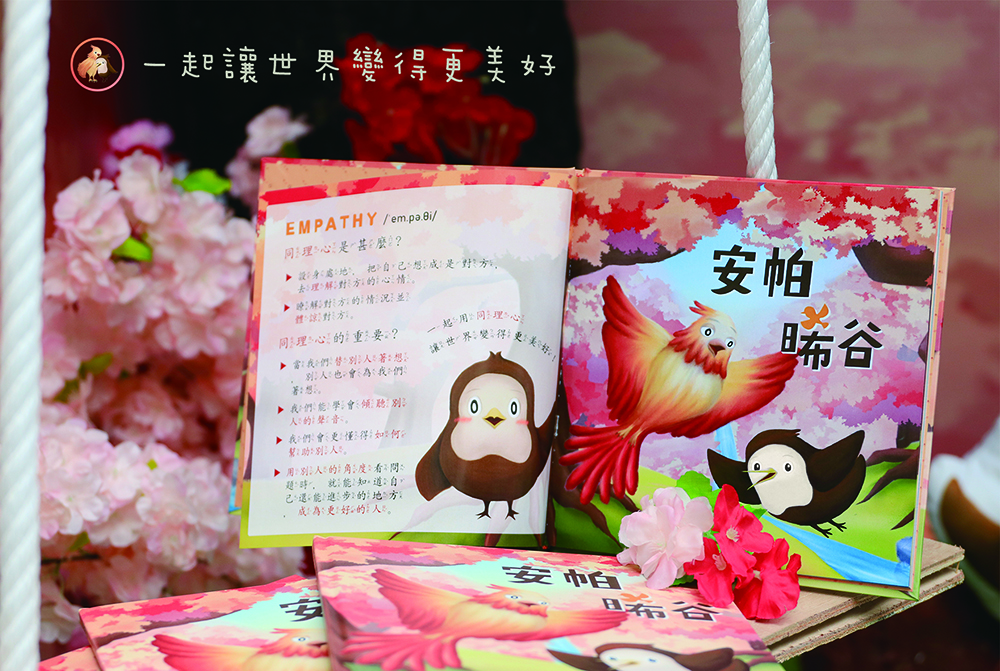 一起讓世界變得更美好
EMPATHY /ˈem.pə.θi/
同理心是甚麼？
設身處地、把自己想成是對方，
去理解對方的心情。
瞭解對方的情況並
體諒對方。
同理心的重要？
當我們替別人著想
，別人也會為我們
著想。
我們能學會傾聽別
人的聲音。
我們會更懂得如何
幫助別人。
用別人的角度看問
題時，就能知道自
己還能進步的地方
，成為更好的人。
一起用同理心
讓世界變得更美好！
安帕
晞谷
安帕
晞谷
安